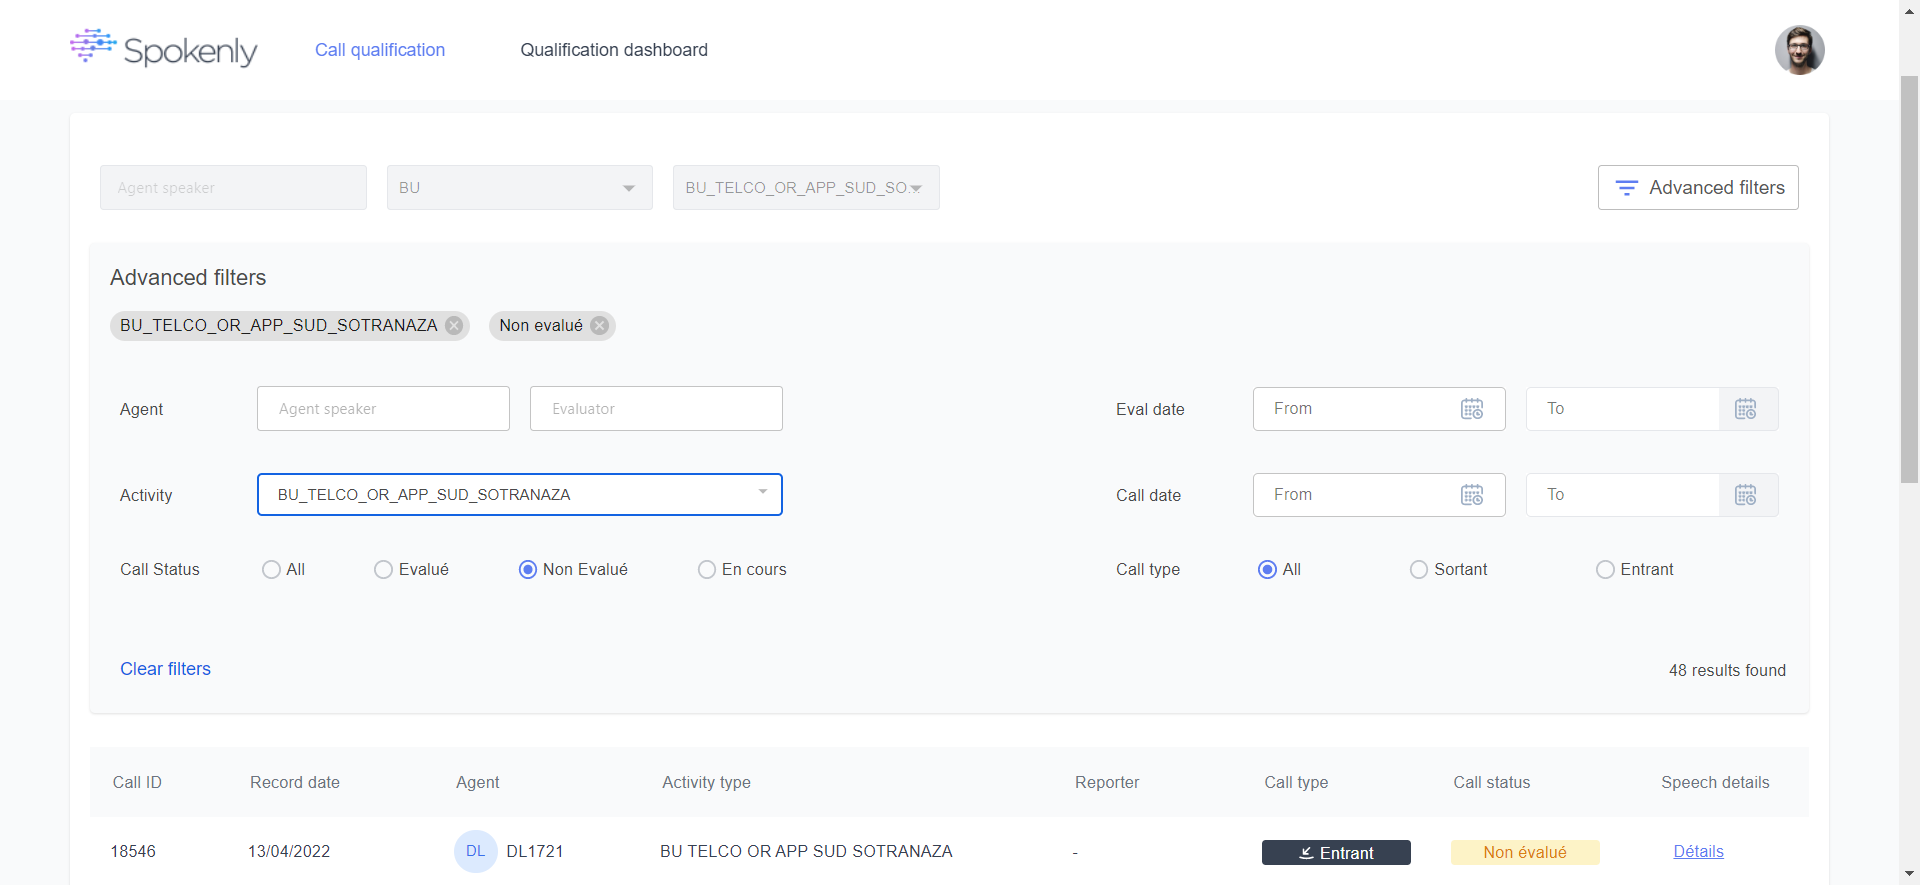 Spokenly
Call qualification
Qualification dashboard
Agent speaker
BU
BU_TELCO_OR_APP_SUD_SO...
Advanced filters
Advanced filters
BU_TELCO_OR_APP_SUD_SOTRANAZA
Non evalué
Agent
Agent speaker
Evaluator
Eval date
From
To
Activity
BU_TELCO_OR_APP_SUD_SOTRANAZA
Call date
From
To
Call Status
All
Evalué
Non Evalué
En cours
Call type
All
Sortant
Entrant
Clear filters
48 results found
Call ID
Record date
Agent
Activity type
Reporter
Call type
Call status
Speech details
18546
13/04/2022
DL
DL1721
BU TELCO OR APP SUD SOTRANAZA
-
Entrant
Non évalué
Détails